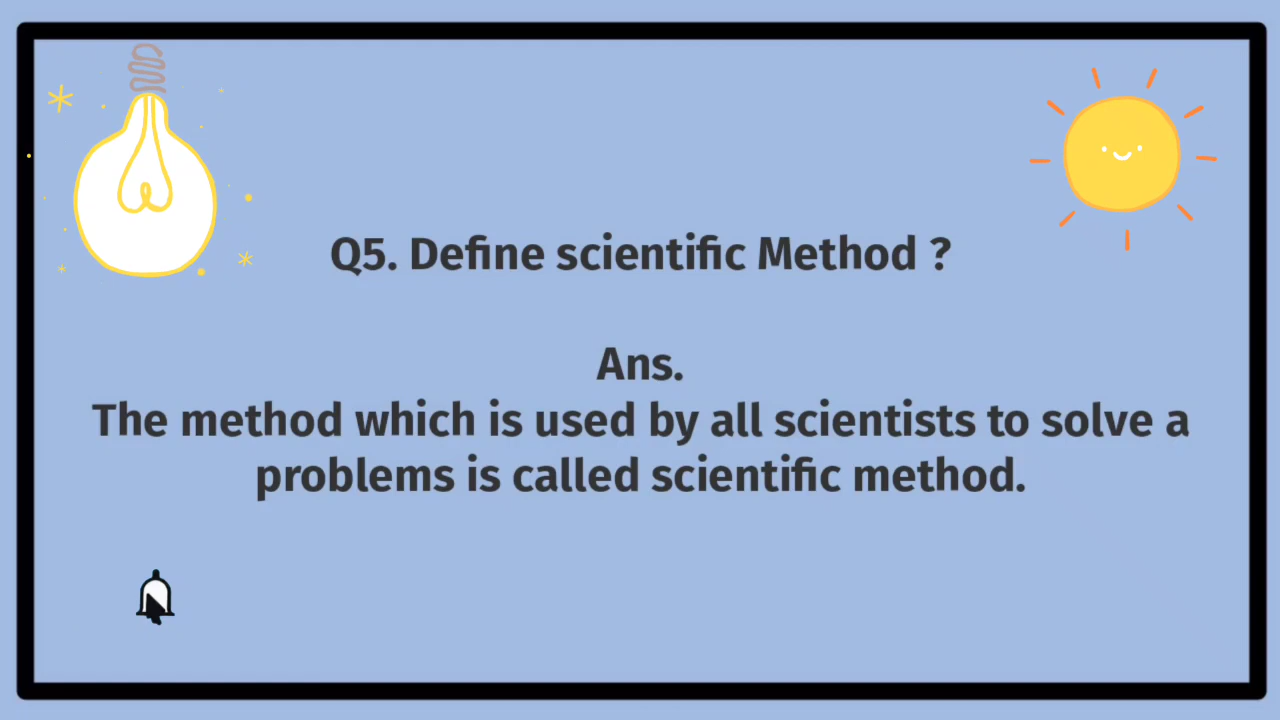 Q5. Define scientific Method ?
Ans.
The method which is used by all scientists to solve a
problems is called scientific method.